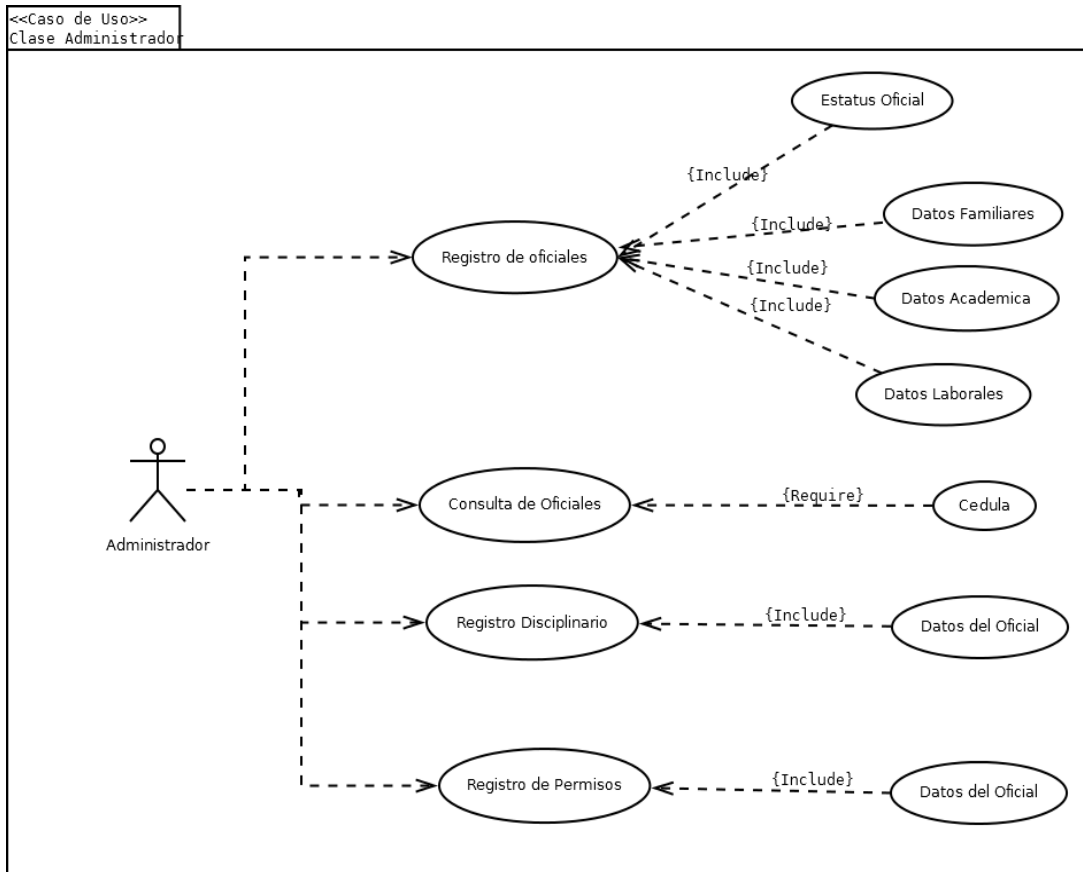 <<Caso de Uso>>
Clase Administrador
Estatus Oficial
{Include}
Datos Familiares
{Include}
Registro de oficiales
{Include}
Datos Academica
{Include}
Datos Laborales
Administrador
Consulta de Oficiales
{Require}
Cedula
Registro Disciplinario
{Include}
Datos del Oficial
Registro de Permisos
{Include}
Datos del Oficial